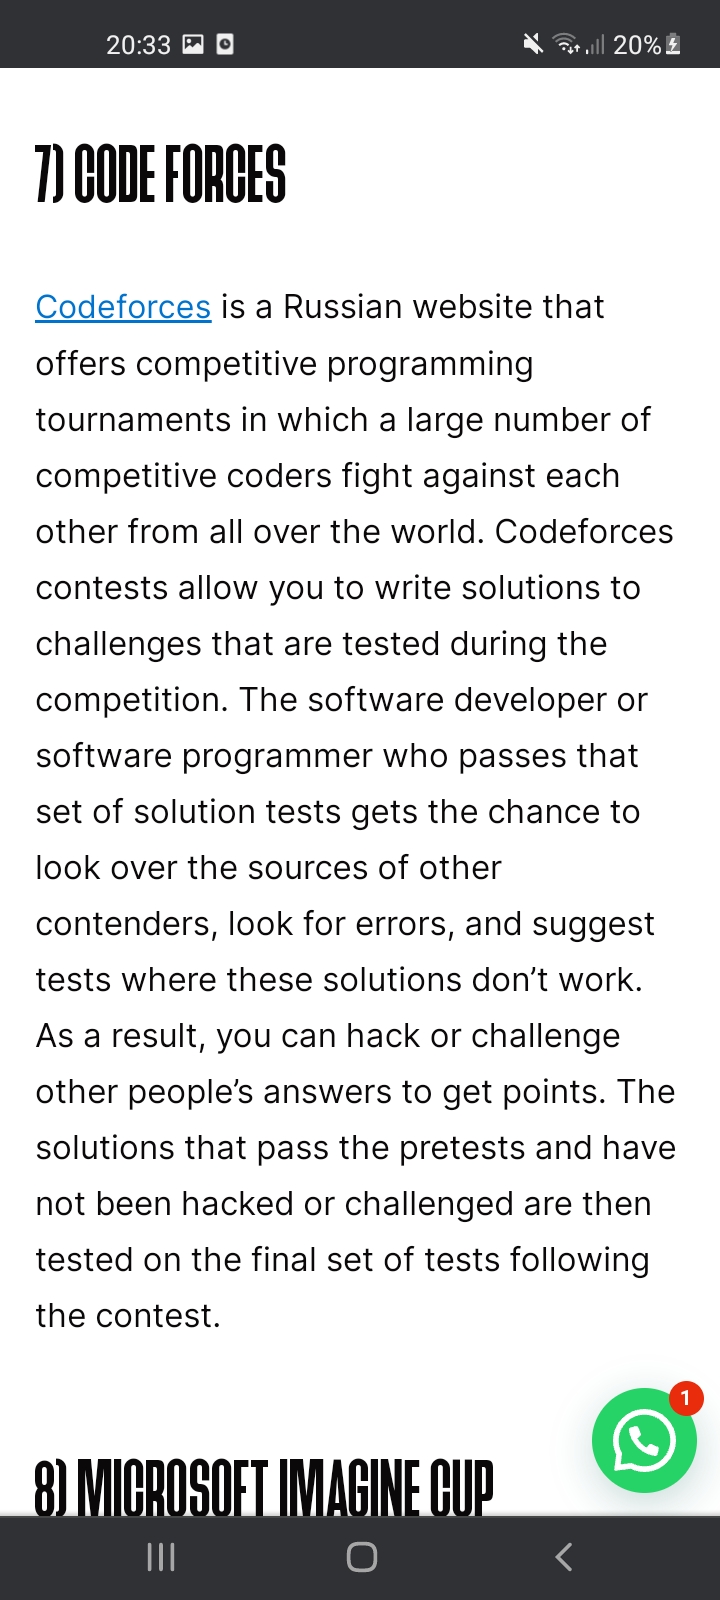 20:33 20%
7) CODE FORCES
Codeforces is a Russian website that
offers competitive programming
tournaments in which a large number of
competitive coders fight against each
other from all over the world. Codeforces
contests allow you to write solutions to
challenges that are tested during the
competition. The software developer or
software programmer who passes that
set of solution tests gets the chance to
look over the sources of other
contenders, look for errors, and suggest
tests where these solutions don’t work.
As a result, you can hack or challenge
other people’s answers to get points. The
solutions that pass the pretests and have
not been hacked or challenged are then
tested on the final set of tests following
the contest.
1
8) MICROSOFT IMAGINE CUP